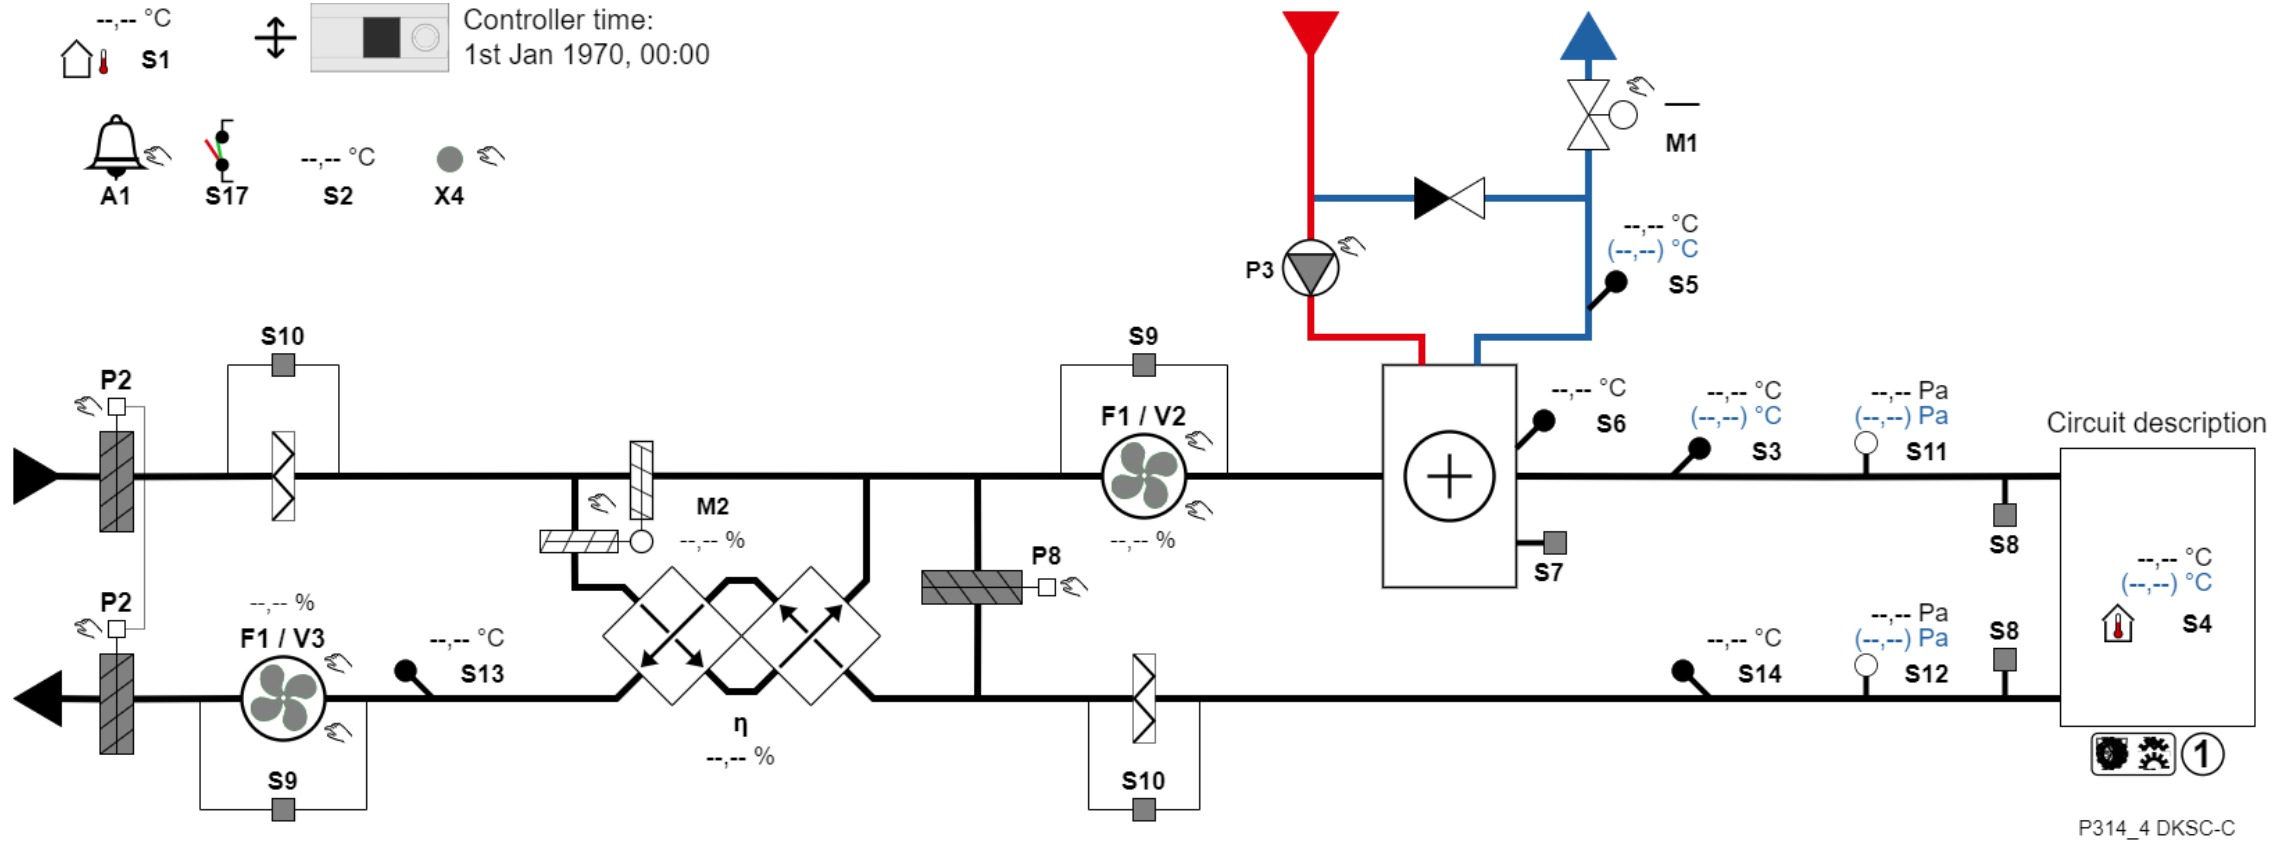 --,-- °C
S1
Controller time:
1st Jan 1970, 00:00
A1
S17
--,-- °C
S2
X4
M1
--,-- °C
(--,--) °C
S5
P3
S10
P2
S9
F1 / V2
--,-- %
--,-- °C
S6
--,-- °C
(--,--) °C
S3
--,-- Pa
(--,--) Pa
S11
Circuit description
M2
--,-- %
P8
S7
S8
--,-- °C
(--,--) °C
S4
P2
--,-- %
F1 / V3
--,-- °C
S13
η
--,-- %
--,-- °C
S14
--,-- Pa
(--,--) Pa
S12
S8
S9
S10
1
P314_4 DKSC-C